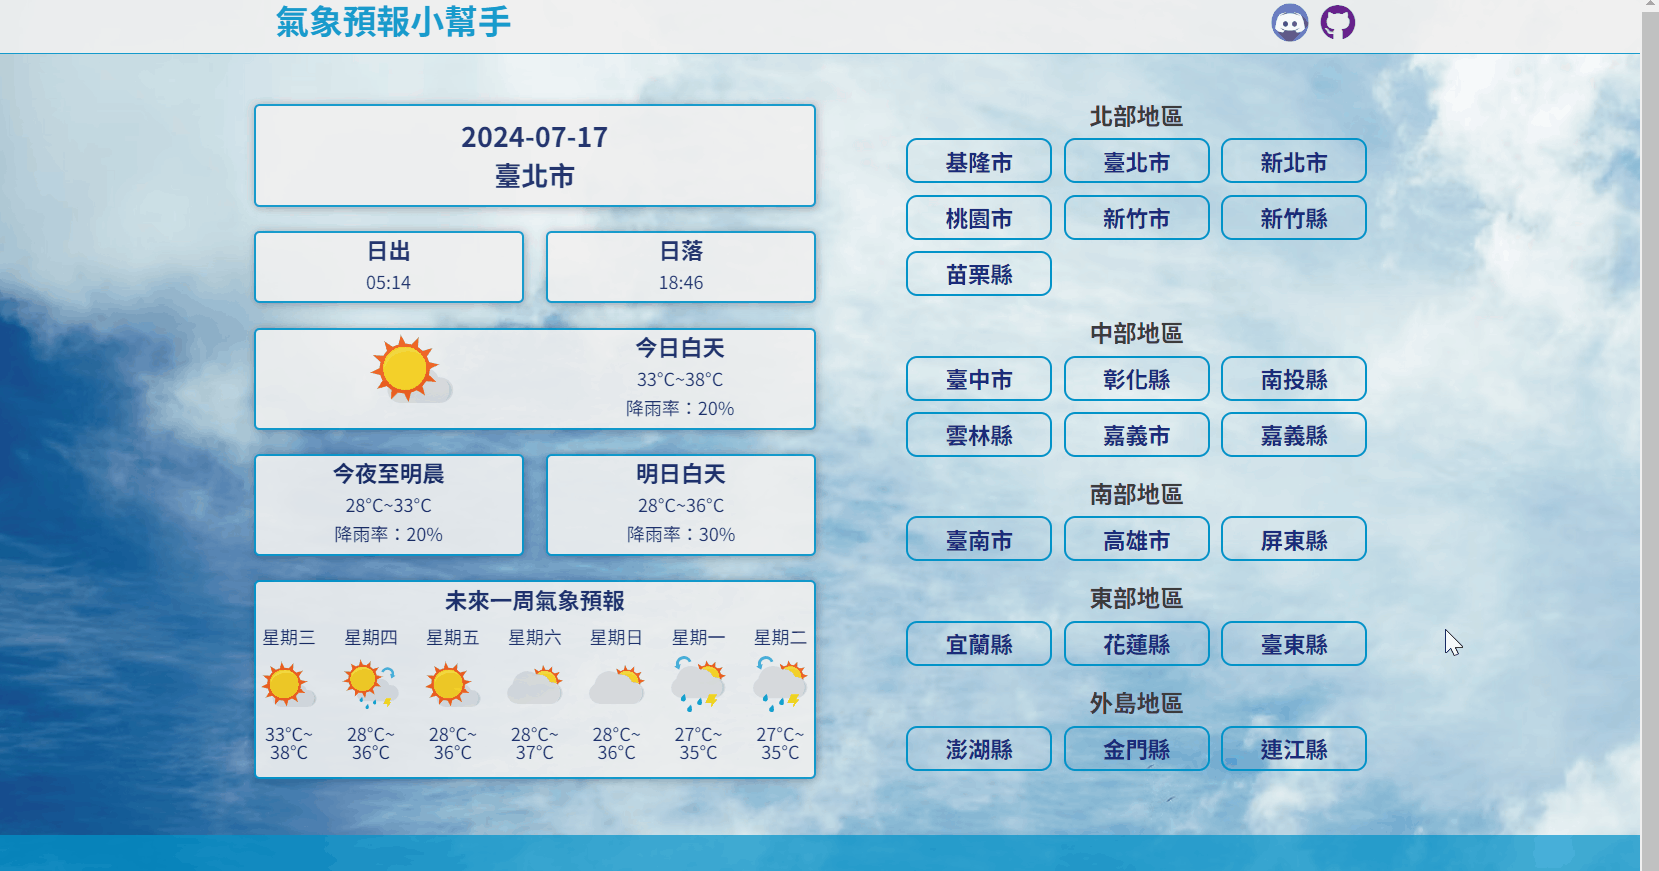 氣象預報小幫手
2024-07-17
臺北市
日出
05:14
日落
18:46
今日白天
33°C~38°C
降雨率：20%
今夜至明晨
28°C~33°C
降雨率：20%
明日白天
28°C~36°C
降雨率：30%
未來一周氣象預報
星期三 星期四 星期五 星期六 星期日 星期一 星期二
33°C~ 28°C~ 28°C~ 28°C~ 28°C~ 27°C~ 27°C~
38°C 36°C 36°C 37°C 36°C 35°C 35°C
北部地區
基隆市 臺北市 新北市
桃園市 新竹市 新竹縣
苗栗縣
中部地區
臺中市 彰化縣 南投縣
雲林縣 嘉義市 嘉義縣
南部地區
臺南市 高雄市 屏東縣
東部地區
宜蘭縣 花蓮縣 臺東縣
外島地區
澎湖縣 金門縣 連江縣